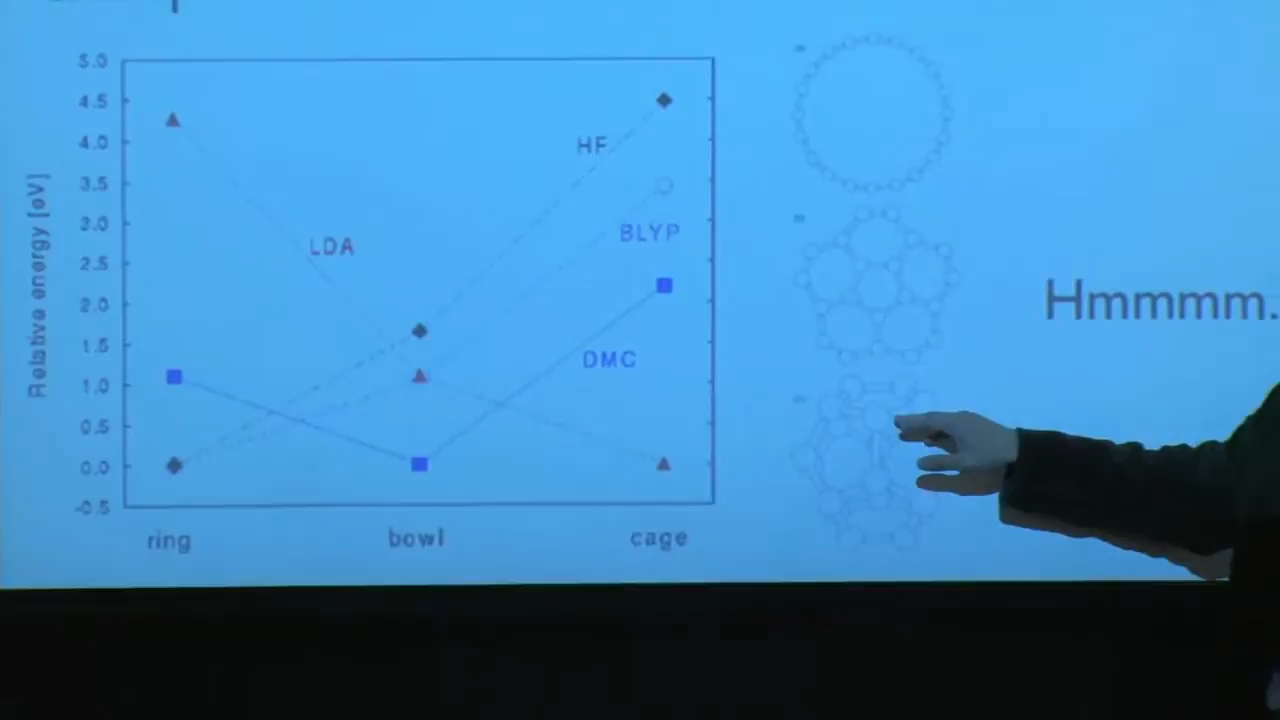 5.0
4.5
4.0
3.5
3.0
2.5
2.0
1.5
1.0
0.5
0.0
-0.5
Relative energy [eV]
HF
LDA
BLYP
DMC
ring bowl cage
Hmmmm.